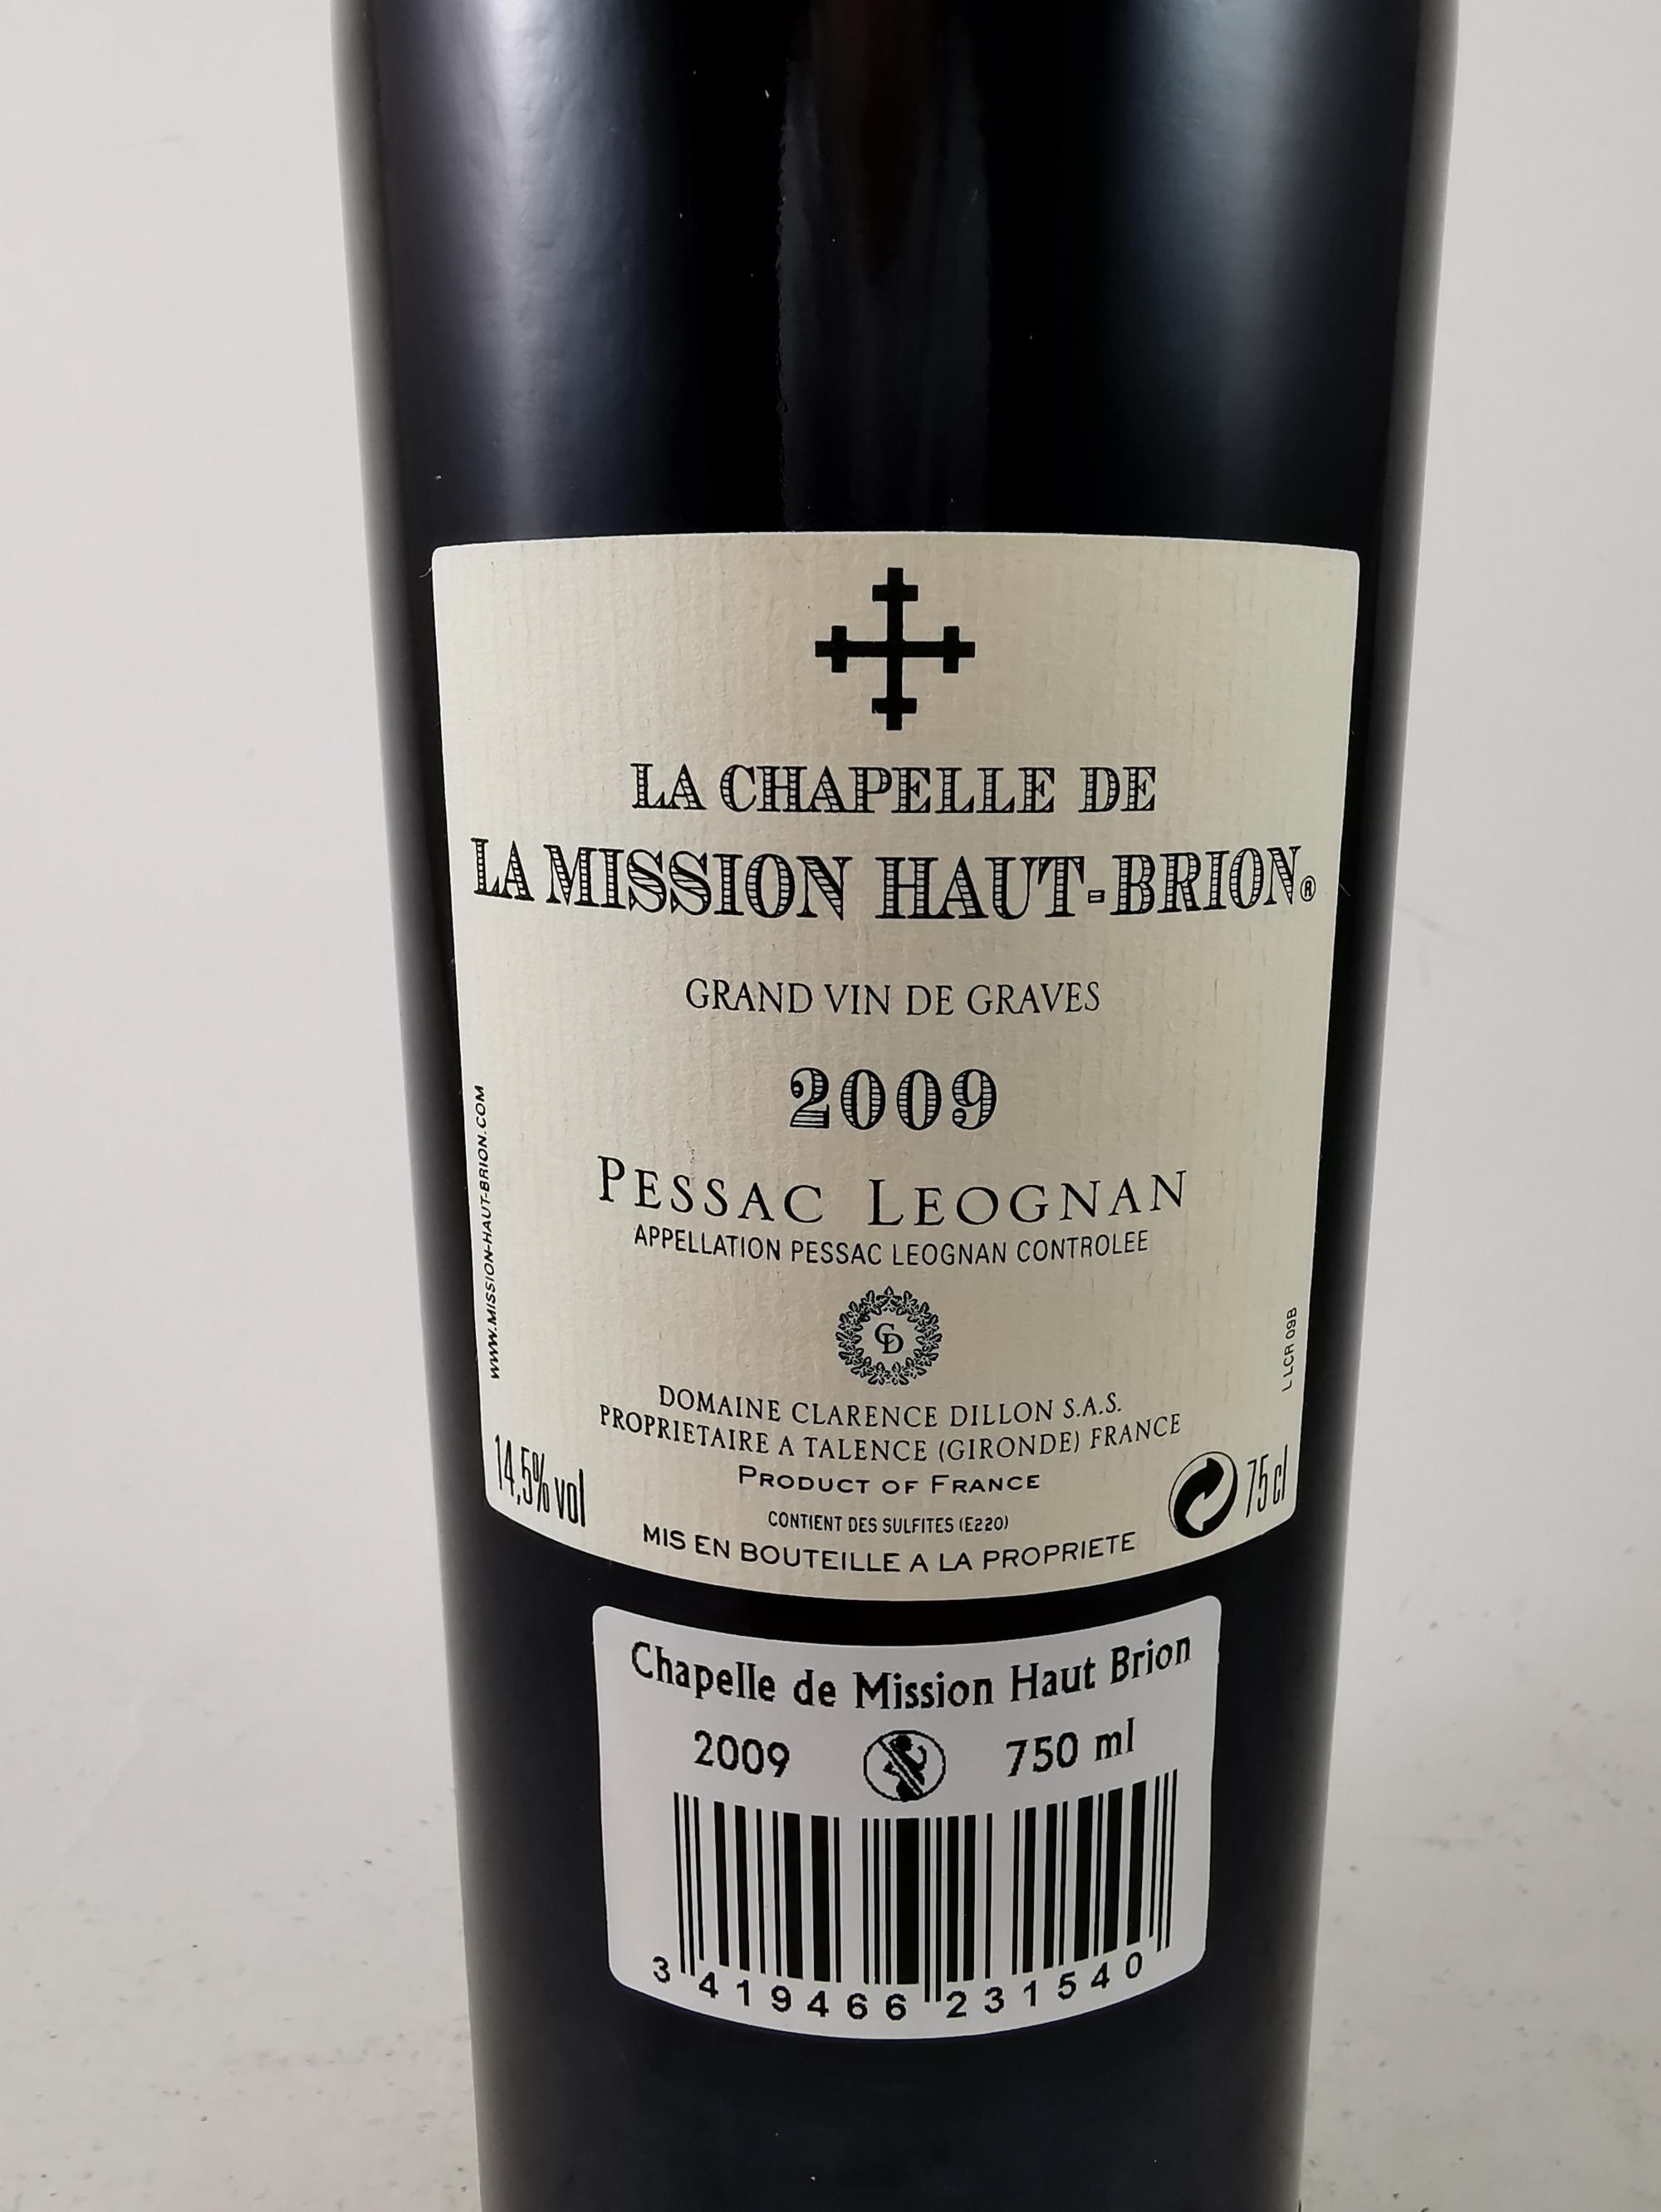 LA CHAPELLE DE
LA MISSION HAUT-BRION®
GRAND VIN DE GRAVES
2009
PESSAC LEOGNAN
APPELLATION PESSAC LEOGNAN CONTROLEE
CD
DOMAINE CLARENCE DILLON S.A.S.
PROPRIETAIRE A TALENCE (GIRONDE) FRANCE
PRODUCT OF FRANCE
CONTIENT DES SULFITES (E220)
MIS EN BOUTEILLE A LA PROPRIETE
WWW.MISSION-HAUT-BRION.COM
14,5% vol
L LCR 09B
75 cl
Chapelle de Mission Haut Brion
2009 750 ml
3 419466 231540